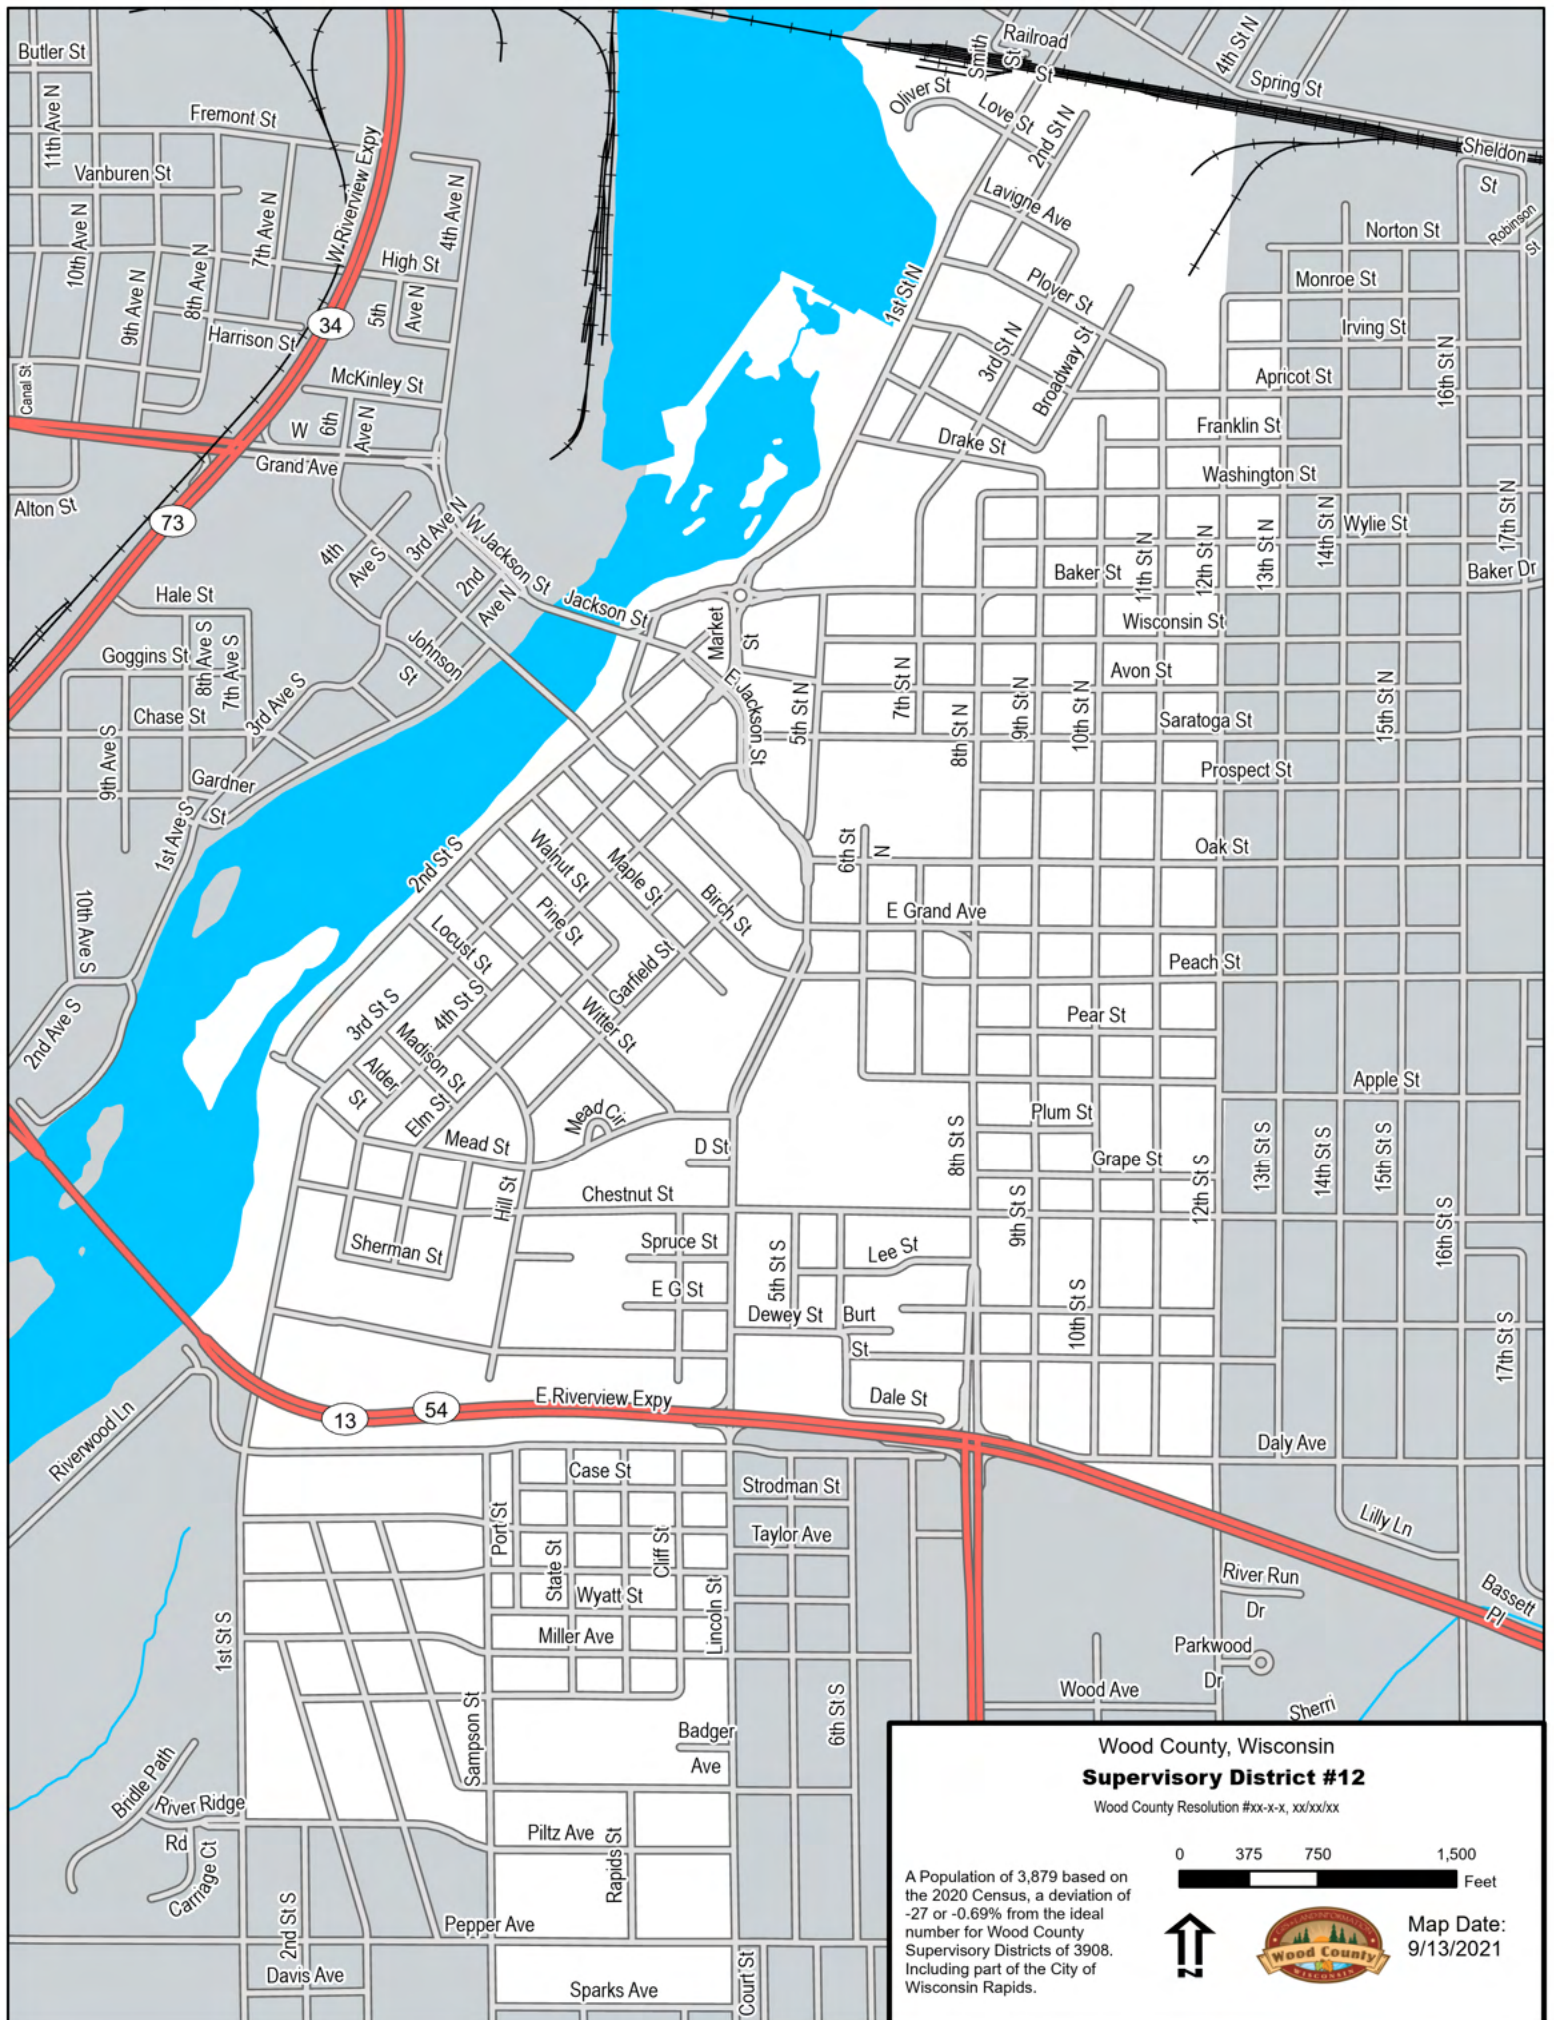 Butler St
11th Ave N
Fremont St
Vanburen St
10th Ave N
9th Ave N
8th Ave N
7th Ave N
W Riverview Expy
4th Ave N
High St
5th
Ave N
34
Harrison St
Canal St
McKinley St
W
6th
Ave N
Grand Ave
Alton St
73
4th
Ave S
3rd Ave N
W Jackson St
2nd
Ave N
Jackson St
Johnson
St
Hale St
Goggins St
8th Ave S
7th Ave S
Chase St
3rd Ave S
9th Ave S
Gardner
St
1st Ave S
10th Ave S
2nd Ave S
Railroad
St
Smith
St
4th St N
Spring St
Oliver St
Love St
2nd St N
Sheldon
St
Robinson
St
Lavigne Ave
Norton St
Monroe St
Plover St
1st St N
Irving St
3rd St N
Broadway St
Apricot St
16th St N
Franklin St
Drake St
Washington St
Wylie St
17th St N
14th St N
13th St N
12th St N
11th St N
Baker St
Baker Dr
Wisconsin St
Market
St
Avon St
E Jackson St
5th St N
7th St N
8th St N
9th St N
10th St N
15th St N
Saratoga St
Prospect St
Oak St
6th St
N
E Grand Ave
Peach St
Pear St
Apple St
Plum St
Grape St
2nd St S
Walnut St
Maple St
Birch St
Pine St
Locust St
Garfield St
Witter St
3rd St S
4th St S
Madison St
Alder
St
Elm St
Mead St
Mead Cir
Hill St
D St
Chestnut St
Sherman St
Spruce St
E G St
5th St S
Lee St
Dewey St
Burt
St
Dale St
8th St S
9th St S
10th St S
12th St S
13th St S
14th St S
15th St S
16th St S
17th St S
Daly Ave
E Riverview Expy
13
54
Riverwood Ln
Case St
Strodman St
Port St
Taylor Ave
State St
Cliff St
Wyatt St
Lincoln St
Miller Ave
1st St S
Sampson St
Badger
Ave
6th St S
Lilly Ln
River Run
Dr
Bassett
Pl
Parkwood
Dr
Wood Ave
Sherri
Bridle Path
River Ridge
Rd
Carriage Ct
Piltz Ave
Rapids St
Pepper Ave
2nd St S
Davis Ave
Sparks Ave
Court St
Wood County, Wisconsin
Supervisory District #12
Wood County Resolution #xx-x-x, xx/xx/xx
0 375 750 1,500
Feet
A Population of 3,879 based on
the 2020 Census, a deviation of
-27 or -0.69% from the ideal
number for Wood County
Supervisory Districts of 3908.
Including part of the City of
Wisconsin Rapids.
N
Wood County
WISCONSIN
Map Date:
9/13/2021